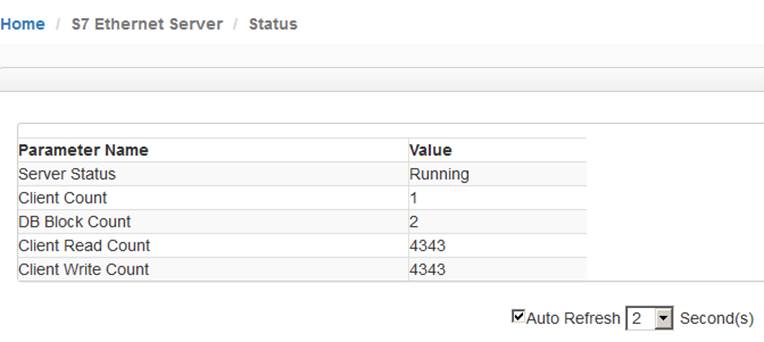 Home / S7 Ethernet Server / Status
Parameter Name Value
Server Status Running
Client Count 1
DB Block Count 2
Client Read Count 4343
Client Write Count 4343
Auto Refresh 2 Second(s)